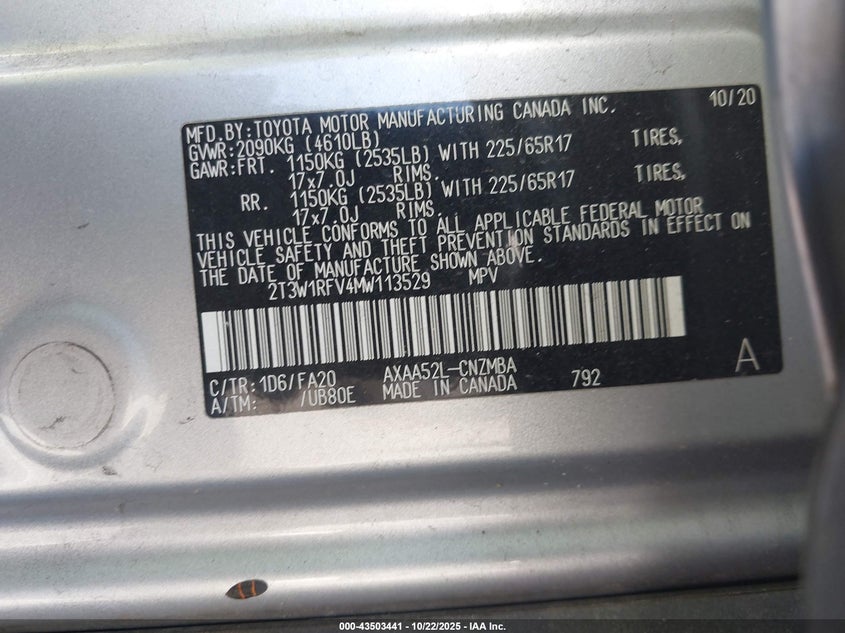 MFD.BY:TOYOTA MOTOR MANUFACTURING CANADA INC. 10/20
GVWR:2090KG (4610LB)
GAWR:FRT. 1150KG (2535LB) WITH 225/65R17 TIRES,
17x7.0J RIMS.
RR. 1150KG (2535LB) WITH 225/65R17 TIRES,
17x7.0J RIMS.
THIS VEHICLE CONFORMS TO ALL APPLICABLE FEDERAL MOTOR
VEHICLE SAFETY AND THEFT PREVENTION STANDARDS IN EFFECT ON
THE DATE OF MANUFACTURE SHOWN ABOVE.
2T3W1RFV4MW113529 MPV
C/TR:1D6/FA20 AXAA52L-CNZMBA A
A/TM: /UB80E MADE IN CANADA 792
000-43503441 - 10/22/2025 - IAA Inc.